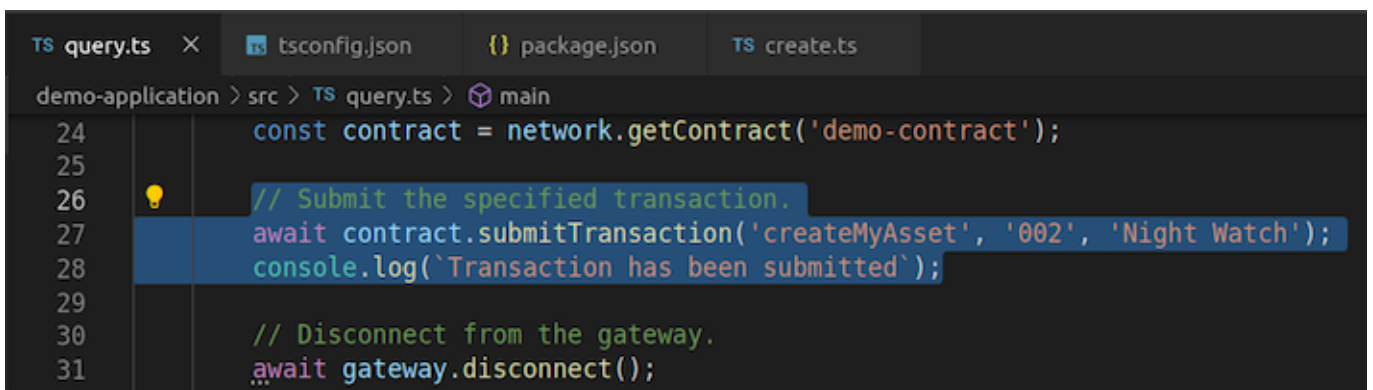 TS query.ts × TS tsconfig.json {} package.json TS create.ts
demo-application > src > TS query.ts > main
24 const contract = network.getContract('demo-contract');
25
26 // Submit the specified transaction.
27 await contract.submitTransaction('createMyAsset', '002', 'Night Watch');
28 console.log(`Transaction has been submitted`);
29
30 // Disconnect from the gateway.
31 await gateway.disconnect();